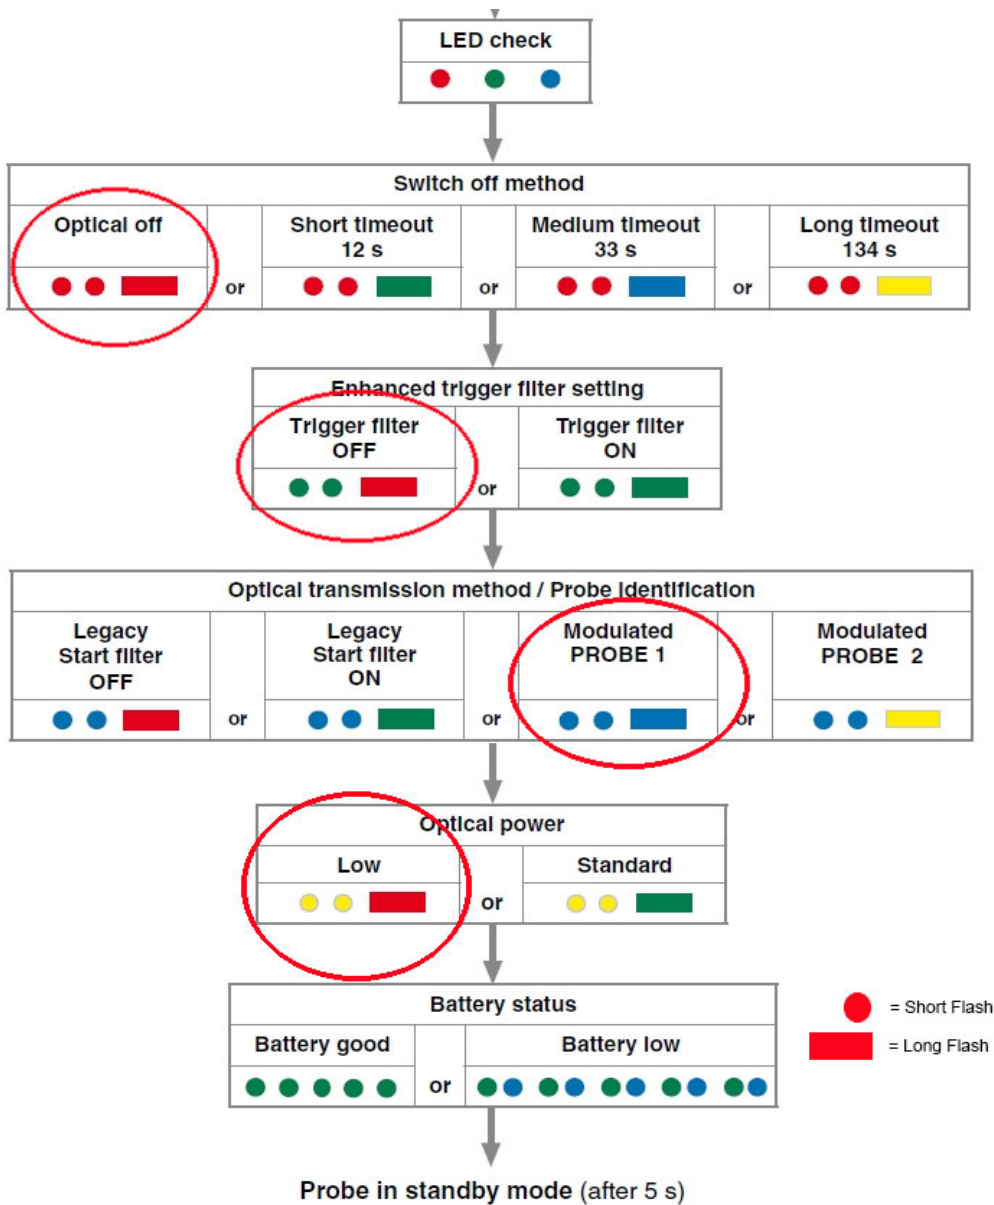 LED check
Switch off method
Optical off
or
Short timeout
12 s
or
Medium timeout
33 s
or
Long timeout
134 s
Enhanced trigger filter setting
Trigger filter
OFF
or
Trigger filter
ON
Optical transmission method / Probe identification
Legacy
Start filter
OFF
or
Legacy
Start filter
ON
or
Modulated
PROBE 1
or
Modulated
PROBE 2
Optical power
Low
or
Standard
Battery status
Battery good
or
Battery low
= Short Flash
= Long Flash
Probe in standby mode (after 5 s)